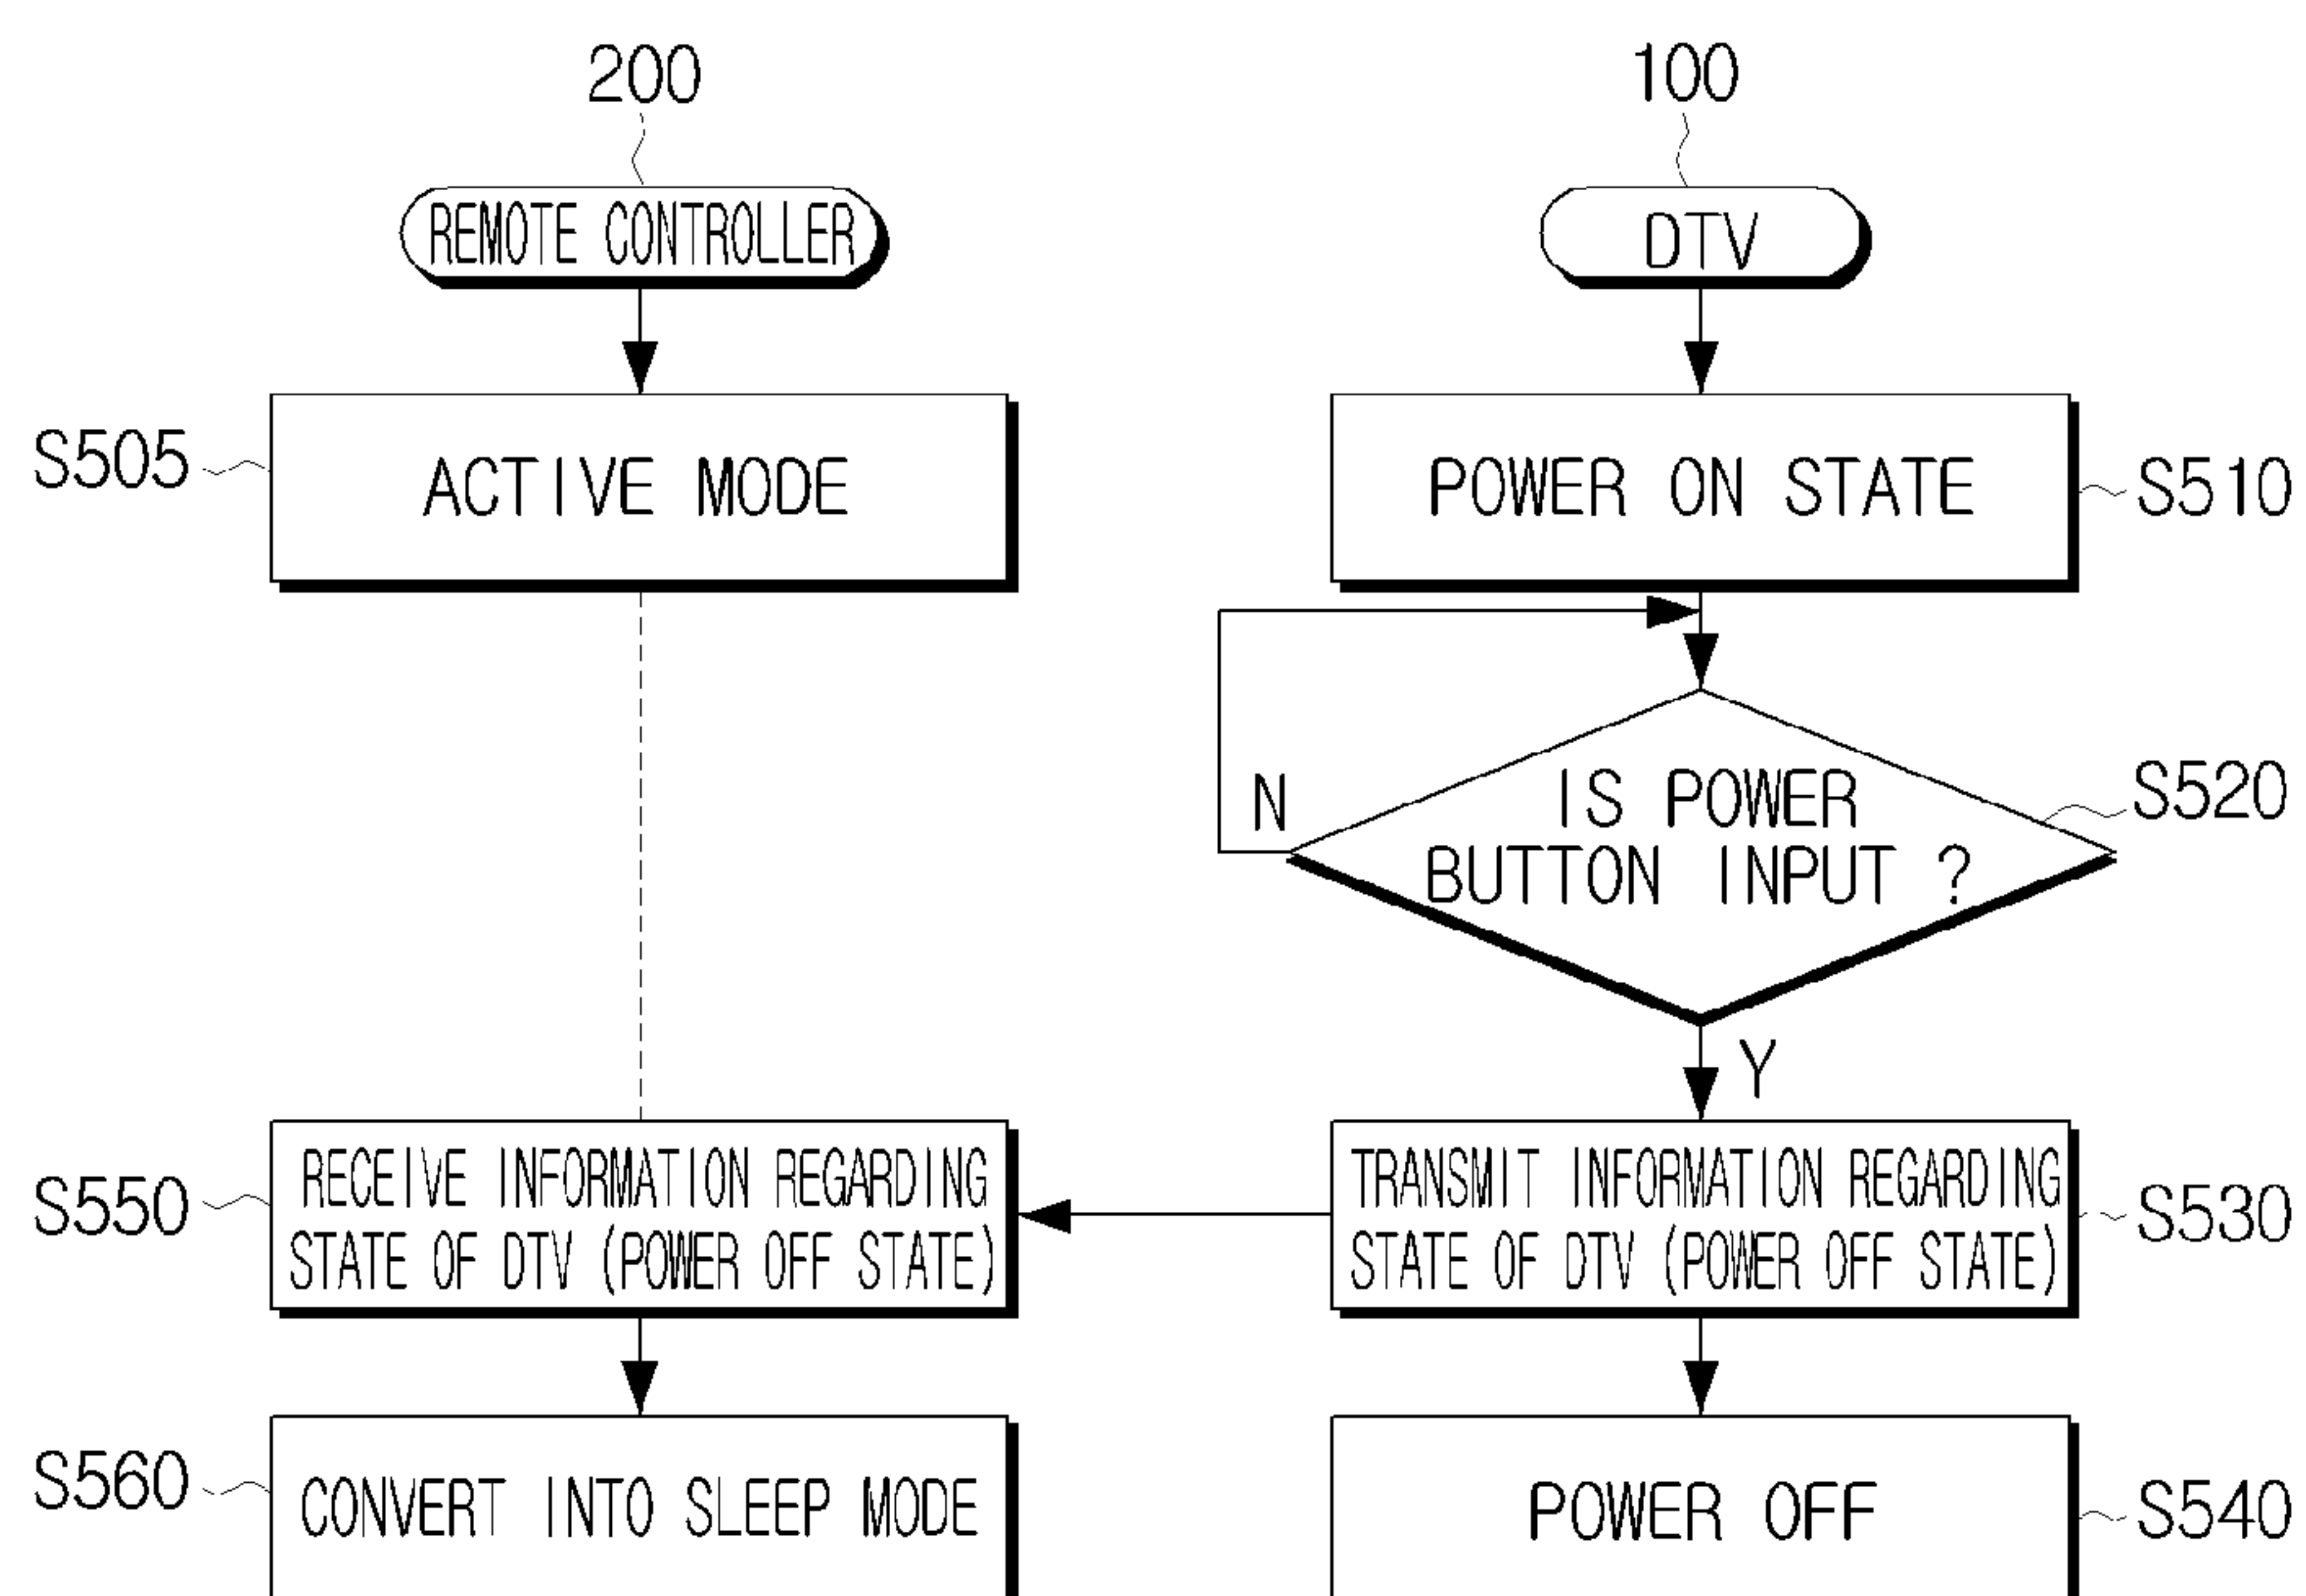 200
100
REMOTE CONTROLLER
DTV
S505
ACTIVE MODE
POWER ON STATE
S510
N
IS POWER
BUTTON INPUT ?
S520
Y
S550
RECEIVE INFORMATION REGARDING
STATE OF DTV (POWER OFF STATE)
TRANSMIT INFORMATION REGARDING
STATE OF DTV (POWER OFF STATE)
S530
S560
CONVERT INTO SLEEP MODE
POWER OFF
S540